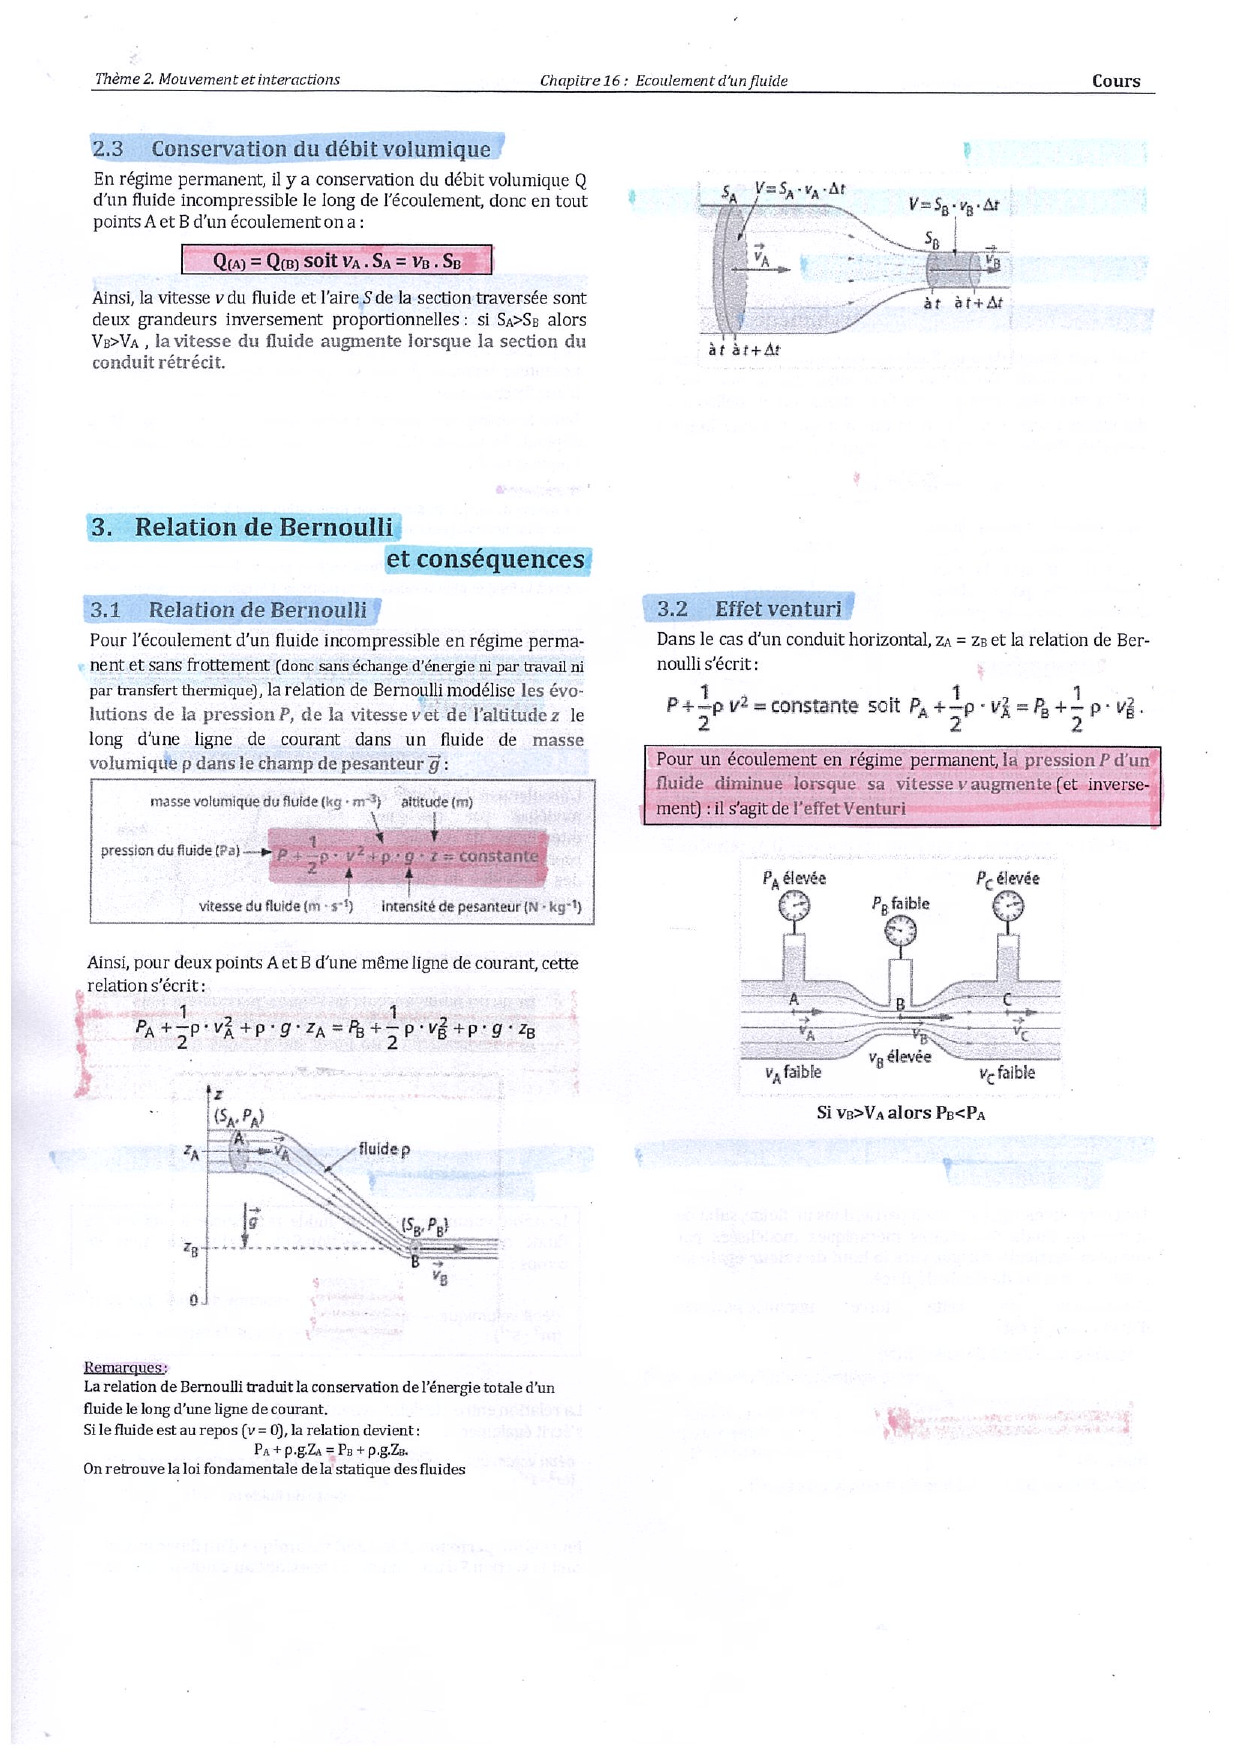 Thème 2. Mouvement et interactions
Chapitre 16 : Ecoulement d'un fluide
Cours
2.3 Conservation du débit volumique
En régime permanent, il y a conservation du débit volumique Q
d'un fluide incompressible le long de l'écoulement, donc en tout
points A et B d'un écoulement on a :
Q(A) = Q(B) soit vA . SA = vB . SB
Ainsi, la vitesse v du fluide et l'aire S de la section traversée sont
deux grandeurs inversement proportionnelles : si SA>SB alors
VB>VA , la vitesse du fluide augmente lorsque la section du
conduit rétrécit.
SA V = SA · vA · Δt
V = SB · vB · Δt
SB
vA
vB
à t à t + Δt
à t à t + Δt
3. Relation de Bernoulli
et conséquences
3.1 Relation de Bernoulli
Pour l'écoulement d'un fluide incompressible en régime perma-
nent et sans frottement (donc sans échange d'énergie ni par travail ni
par transfert thermique), la relation de Bernoulli modélise les évo-
lutions de la pression P, de la vitesse v et de l'altitude z le
long d'une ligne de courant dans un fluide de masse
volumique ρ dans le champ de pesanteur g⃗ :
masse volumique du fluide (kg · m⁻³) altitude (m)
pression du fluide (Pa) P + 1/2 ρ · v² + ρ · g · z = constante
vitesse du fluide (m · s⁻¹) intensité de pesanteur (N · kg⁻¹)
Ainsi, pour deux points A et B d'une même ligne de courant, cette
relation s'écrit :
PA + 1/2 ρ · vA² + ρ · g · zA = PB + 1/2 ρ · vB² + ρ · g · zB
z
(SA, PA)
zA
A
vA
fluide ρ
g⃗
(SB, PB)
zB
B
vB
0
Remarques :
La relation de Bernoulli traduit la conservation de l'énergie totale d'un
fluide le long d'une ligne de courant.
Si le fluide est au repos (v = 0), la relation devient :
PA + ρ.g.ZA = PB + ρ.g.ZB.
On retrouve la loi fondamentale de la statique des fluides
3.2 Effet venturi
Dans le cas d'un conduit horizontal, zA = zB et la relation de Ber-
noulli s'écrit :
P + 1/2 ρ v² = constante soit PA + 1/2 ρ · vA² = PB + 1/2 ρ · vB² .
Pour un écoulement en régime permanent, la pression P d'un
fluide diminue lorsque sa vitesse v augmente (et inverse-
ment) : il s'agit de l'effet Venturi
PA élevée
PC élevée
PB faible
A
B
C
vA
vB
vC
vB élevée
vA faible
vC faible
Si vB>VA alors PB<PA